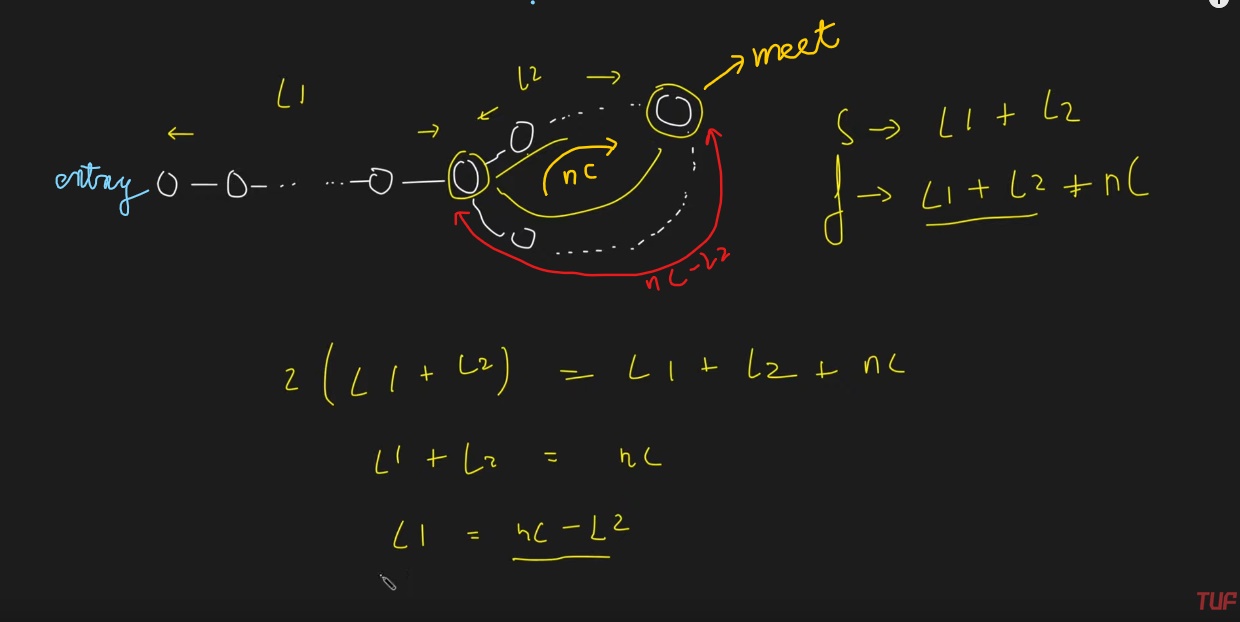 meet
L2
L1
S → L1 + L2
entry
nC
f → L1 + L2 + nC
nC-L2
2 (L1 + L2) = L1 + L2 + nC
L1 + L2 = nC
L1 = nC - L2
TUF